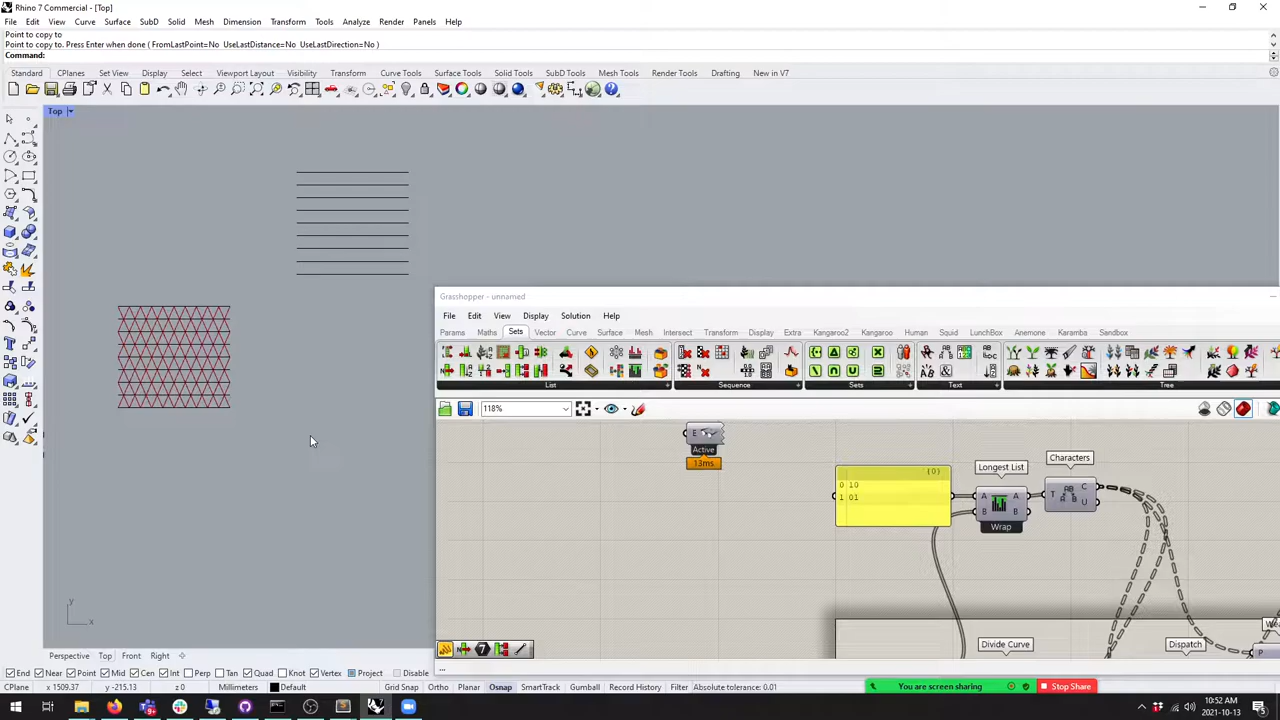 Rhino 7 Commercial - [Top]
File Edit View Curve Surface SubD Solid Mesh Dimension Transform Tools Analyze Render Panels Help
Point to copy to
Point to copy to. Press Enter when done ( FromLastPoint=No UseLastDistance=No UseLastDirection=No )
Command:
Standard CPlanes Set View Display Select Viewport Layout Visibility Transform Curve Tools Surface Tools Solid Tools SubD Tools Mesh Tools Render Tools Drafting New in V7
Top
Grasshopper - unnamed
File Edit View Display Solution Help
Params Maths Sets Vector Curve Surface Mesh Intersect Transform Display Extra Kangaroo2 Kangaroo Human Squid LunchBox Anemone Karamba Sandbox
List Sequence Sets Text Tree
118%
E
Active
13ms
{0}
0 10
1 01
Longest List
A A
B B
Wrap
Characters
T C
U
Divide Curve
Dispatch
P
...
y
x
Perspective Top Front Right
End Near Point Mid Cen Int Perp Tan Quad Knot Vertex Project Disable
CPlane x 1509.37 y -215.13 z 0 Millimeters Default Grid Snap Ortho Planar Osnap SmartTrack Gumball Record History Filter Absolute tolerance: 0.01
You are screen sharing Stop Share
10:52 AM
2021-10-13